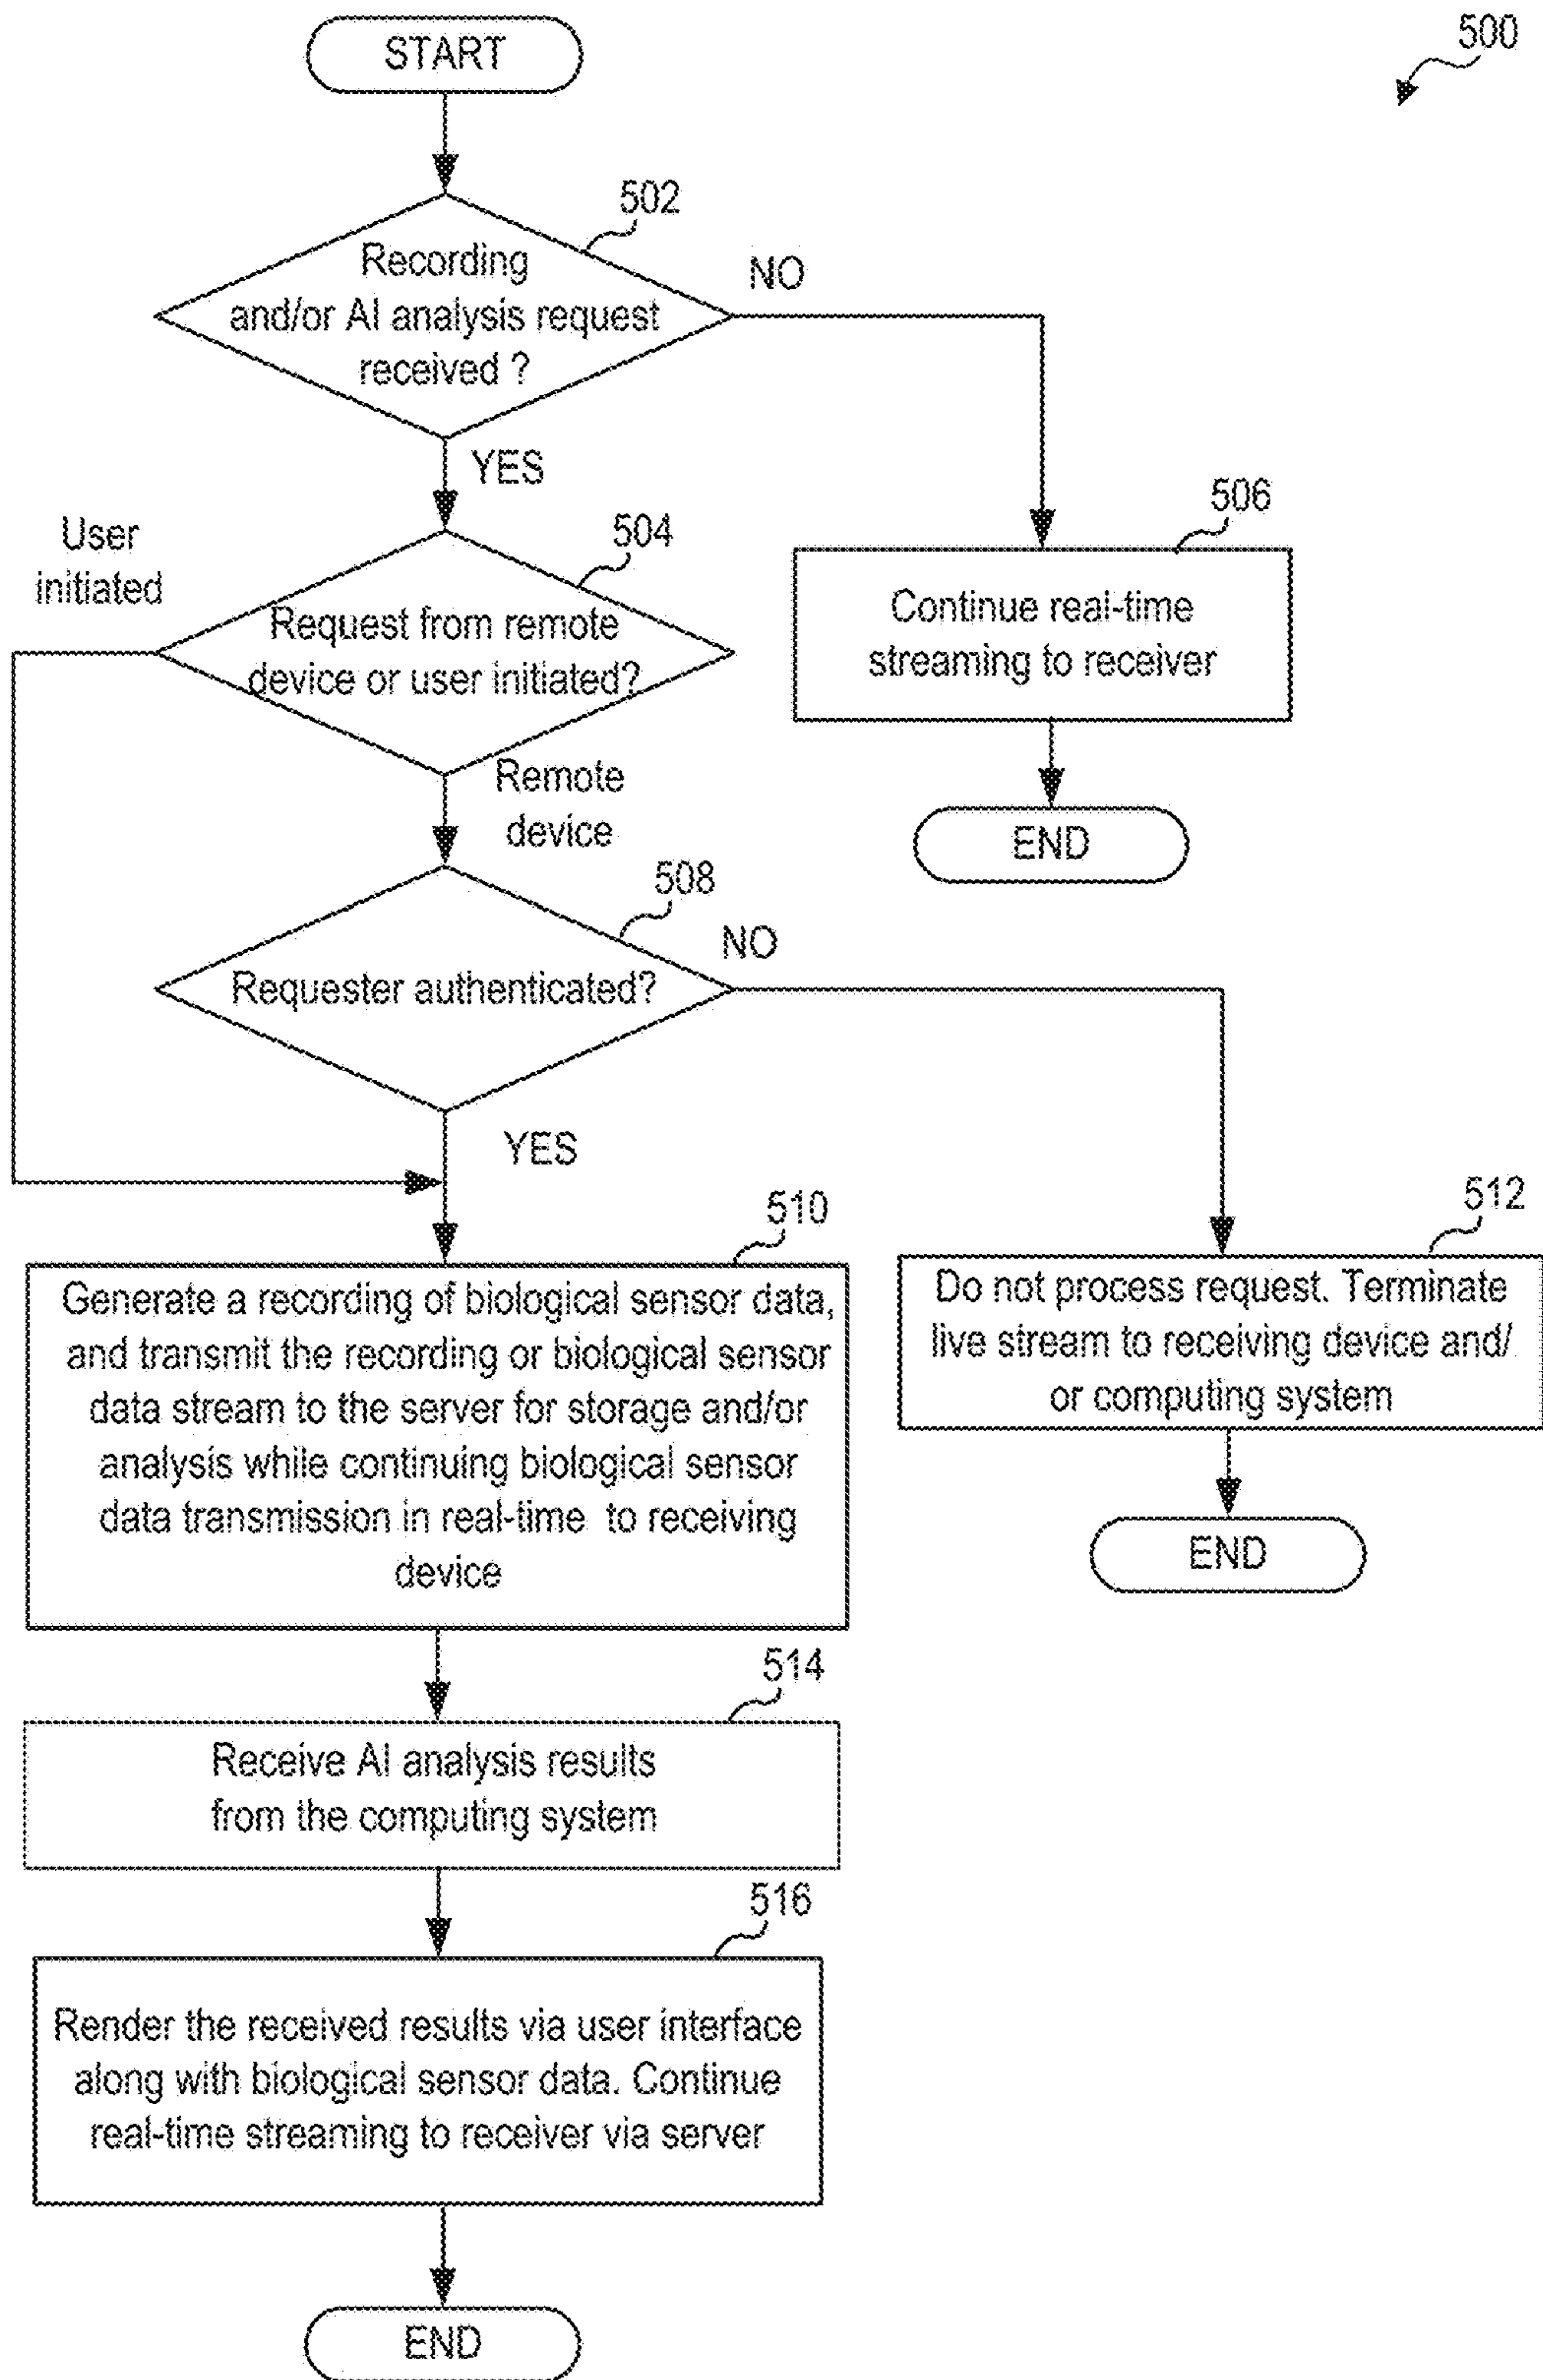 START
500
502
Recording
and/or AI analysis request
received ?
NO
YES
506
Continue real-time
streaming to receiver
END
User
initiated
504
Request from remote
device or user initiated?
Remote
device
508
Requester authenticated?
NO
YES
510
Generate a recording of biological sensor data,
and transmit the recording or biological sensor
data stream to the server for storage and/or
analysis while continuing biological sensor
data transmission in real-time to receiving
device
512
Do not process request. Terminate
live stream to receiving device and/
or computing system
END
514
Receive AI analysis results
from the computing system
516
Render the received results via user interface
along with biological sensor data. Continue
real-time streaming to receiver via server
END